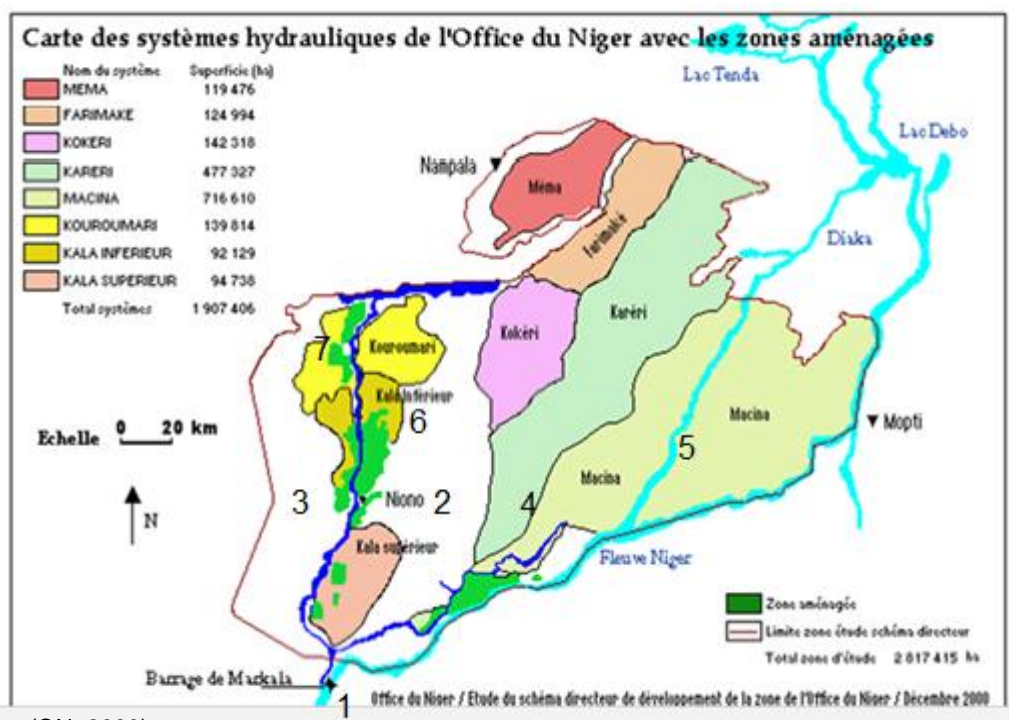 Carte des systèmes hydrauliques de l'Office du Niger avec les zones aménagées
Nom du système Superficie (ha)
MEMA 119 476
FARIMAKE 124 994
KOKERI 142 318
KARERI 477 327
MACINA 716 610
KOUROUMARI 139 814
KALA INFERIEUR 92 129
KALA SUPERIEUR 94 738
Total systèmes 1 907 406
Lac Tenda
Lac Debo
Nampala
Méma
Farimaké
Diaka
Karéri
Kokéri
7
Kouroumari
Kala Inférieur
6
Macina
Mopti
Echelle 0 20 km
5
Macina
3
Niono
2
4
N
Kala supérieur
Fleuve Niger
Zone aménagée
Limite zone étude schéma directeur
Total zone d'étude 2 817 415 ha
Barrage de Markala
1
Office du Niger / Etude du schéma directeur de développement de la zone de l'Office du Niger / Décembre 2000